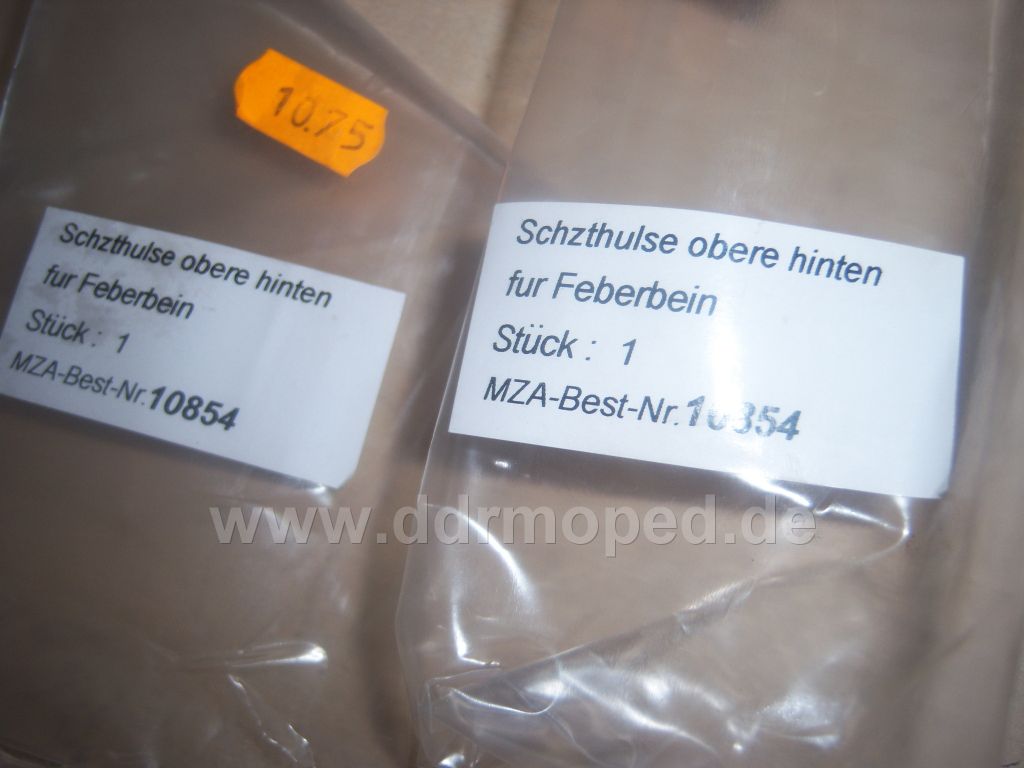 10.75
Schzthulse obere hinten
fur Feberbein
Stück : 1
MZA-Best-Nr.10854
Schzthulse obere hinten
fur Feberbein
Stück : 1
MZA-Best-Nr.10854
www.ddrmoped.de